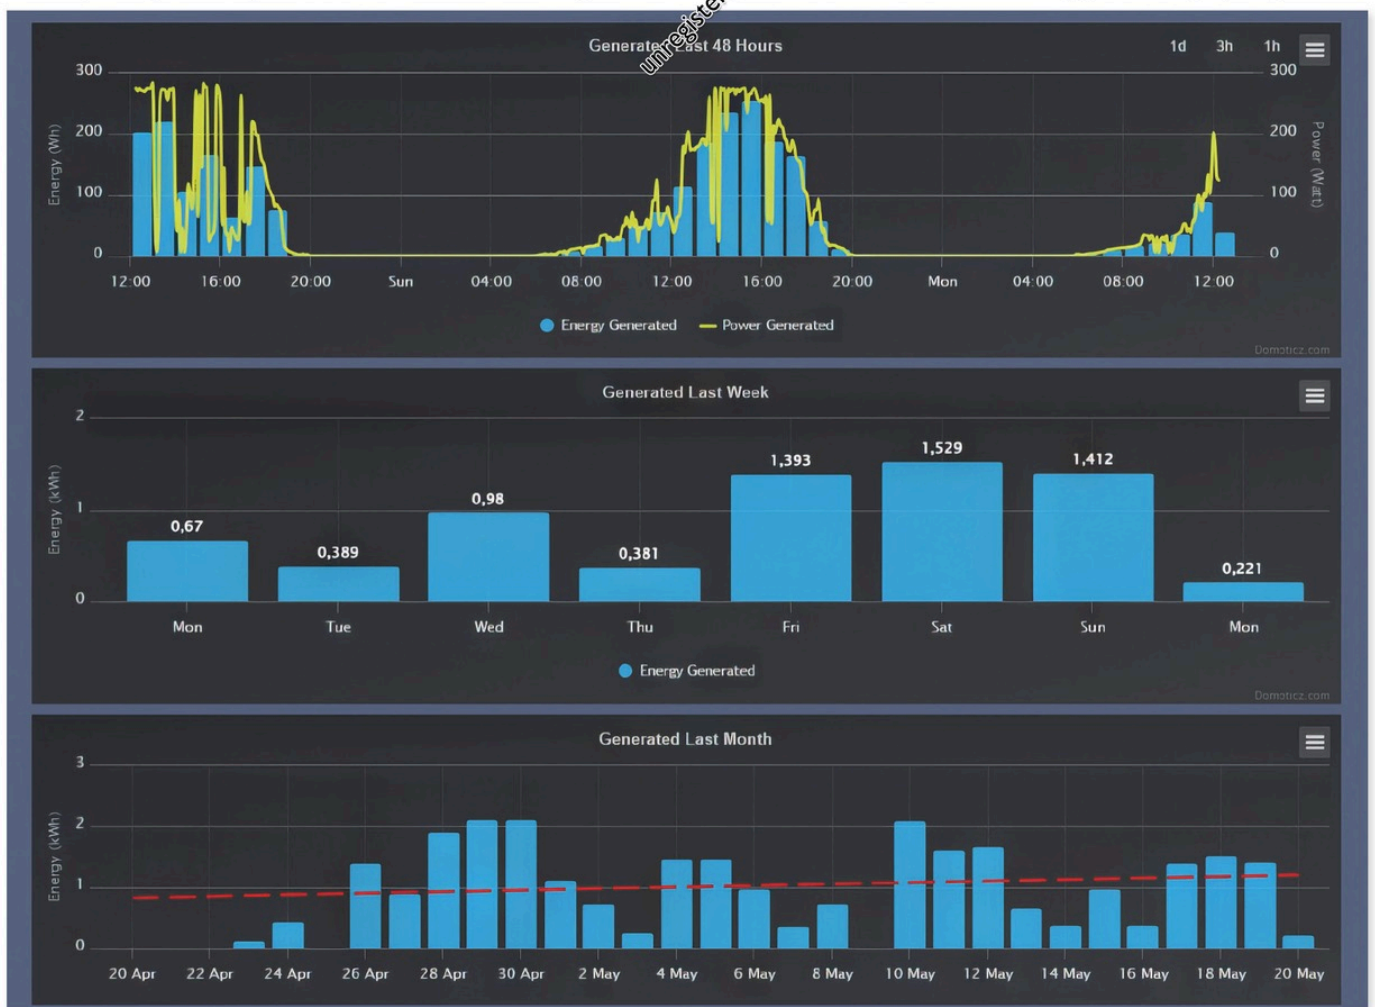 unregister
Generated Last 48 Hours
1d 3h 1h
300 300
200 200
100 100
0 0
Energy (Wh)
Power (Watt)
12:00 16:00 20:00 Sun 04:00 08:00 12:00 16:00 20:00 Mon 04:00 08:00 12:00
Energy Generated Power Generated
Domoticz.com
Generated Last Week
2
1
0
Energy (kWh)
0,67 0,389 0,98 0,381 1,393 1,529 1,412 0,221
Mon Tue Wed Thu Fri Sat Sun Mon
Energy Generated
Domoticz.com
Generated Last Month
3
2
1
0
Energy (kWh)
20 Apr 22 Apr 24 Apr 26 Apr 28 Apr 30 Apr 2 May 4 May 6 May 8 May 10 May 12 May 14 May 16 May 18 May 20 May